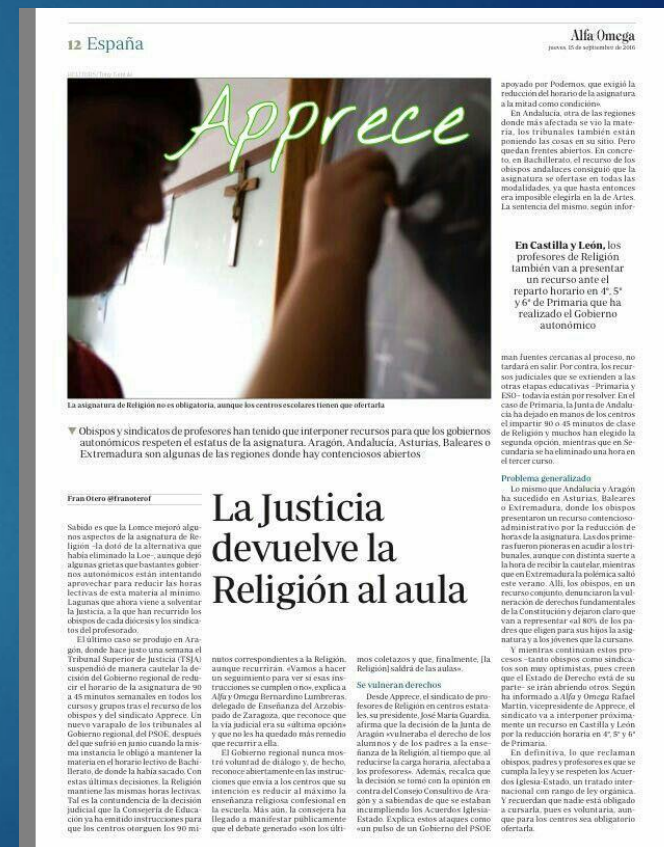 12 España
Alfa Omega
jueves, 15 de septiembre de 2016
Apprece
La asignatura de Religión no es obligatoria, aunque los centros escolares tienen que ofertarla
▼ Obispos y sindicatos de profesores han tenido que interponer recursos para que los gobiernos
autonómicos respeten el estatus de la asignatura. Aragón, Andalucía, Asturias, Baleares o
Extremadura son algunas de las regiones donde hay contenciosos abiertos
Fran Otero @franoterof
La Justicia
devuelve la
Religión al aula
Sabido es que la Lomce mejoró algu-
nos aspectos de la asignatura de Re-
ligión –la dotó de la alternativa que
había eliminado la Loe–, aunque dejó
algunas grietas que bastantes gobier-
nos autonómicos están intentando
aprovechar para reducir las horas
lectivas de esta materia al mínimo.
Lagunas que ahora viene a solventar
la Justicia, a la que han recurrido los
obispos de cada diócesis y los sindica-
tos del profesorado.
El último caso se produjo en Ara-
gón, donde hace justo una semana el
Tribunal Superior de Justicia (TSJA)
suspendió de manera cautelar la de-
cisión del Gobierno regional de redu-
cir el horario de la asignatura de 90
a 45 minutos semanales en todos los
cursos y grupos tras el recurso de los
obispos y del sindicato Apprece. Un
nuevo varapalo de los tribunales al
Gobierno regional, del PSOE, después
del que sufrió en junio cuando la mis-
ma instancia le obligó a mantener la
materia en el horario lectivo de Bachi-
llerato, de donde la había sacado. Con
estas últimas decisiones, la Religión
mantiene las mismas horas lectivas.
Tal es la contundencia de la decisión
judicial que la Consejería de Educa-
ción ya ha emitido instrucciones para
que los centros otorguen los 90 mi-
nutos correspondientes a la Religión,
aunque recurrirán. «Vamos a hacer
un seguimiento para ver si esas ins-
trucciones se cumplen o no», explica a
Alfa y Omega Bernardino Lumbreras,
delegado de Enseñanza del Arzobis-
pado de Zaragoza, que reconoce que
la vía judicial era su «última opción»
y que no les ha quedado más remedio
que recurrir a ella.
El Gobierno regional nunca mos-
tró voluntad de diálogo y, de hecho,
reconoce abiertamente en las instruc-
ciones que envía a los centros que su
intención es reducir al máximo la
enseñanza religiosa confesional en
la escuela. Más aún, la consejera ha
llegado a manifestar públicamente
que el debate generado «son los últi-
mos coletazos y que, finalmente, [la
Religión] saldrá de las aulas».
Se vulneran derechos
Desde Apprece, el sindicato de pro-
fesores de Religión en centros estata-
les, su presidente, José María Guardia,
afirma que la decisión de la Junta de
Aragón «vulneraba el derecho de los
alumnos y de los padres a la ense-
ñanza de la Religión, al tiempo que, al
reducirse la carga horaria, afectaba a
los profesores». Además, recalca que
la decisión se tomó con la opinión en
contra del Consejo Consultivo de Ara-
gón y a sabiendas de que se estaban
incumpliendo los Acuerdos Iglesia-
Estado. Explica estos ataques como
«un pulso de un Gobierno del PSOE
apoyado por Podemos, que exigió la
reducción del horario de la asignatura
a la mitad como condición».
En Andalucía, otra de las regiones
donde más afectada se vio la mate-
ria, los tribunales también están
poniendo las cosas en su sitio. Pero
quedan frentes abiertos. En concre-
to, en Bachillerato, el recurso de los
obispos andaluces consiguió que la
asignatura se ofertase en todas las
modalidades, ya que hasta entonces
era imposible elegirla en la de Artes.
La sentencia del mismo, según infor-
En Castilla y León, los
profesores de Religión
también van a presentar
un recurso ante el
reparto horario en 4º, 5º
y 6º de Primaria que ha
realizado el Gobierno
autonómico
man fuentes cercanas al proceso, no
tardará en salir. Por contra, los recur-
sos judiciales que se extienden a las
otras etapas educativas –Primaria y
ESO– todavía están por resolver. En el
caso de Primaria, la Junta de Andalu-
cía ha dejado en manos de los centros
el impartir 90 o 45 minutos de clase
de Religión y muchos han elegido la
segunda opción, mientras que en Se-
cundaria se ha eliminado una hora en
el tercer curso.
Problema generalizado
Lo mismo que Andalucía y Aragón
ha sucedido en Asturias, Baleares
o Extremadura, donde los obispos
presentaron un recurso contencioso-
administrativo por la reducción de
horas de la asignatura. Las dos prime-
ras fueron pioneras en acudir a los tri-
bunales, aunque con distinta suerte a
la hora de recibir la cautelar, mientras
que en Extremadura la polémica saltó
este verano. Allí, los obispos, en un
recurso conjunto, denunciaron la vul-
neración de derechos fundamentales
de la Constitución y dejaron claro que
van a representar «al 80% de los pa-
dres que eligen para sus hijos la asig-
natura y a los jóvenes que la cursan».
Y mientras continúan estos pro-
cesos –tanto obispos como sindica-
tos son muy optimistas, pues creen
que el Estado de Derecho está de su
parte– se irán abriendo otros. Según
ha informado a Alfa y Omega Rafael
Martín, vicepresidente de Apprece, el
sindicato va a interponer próxima-
mente un recurso en Castilla y León
por la reducción horaria en 4º, 5º y 6º
de Primaria.
En definitiva, lo que reclaman
obispos, padres y profesores es que se
cumpla la ley y se respeten los Acuer-
dos Iglesia-Estado, un tratado inter-
nacional con rango de ley orgánica.
Y recuerdan que nadie está obligado
a cursarla, pues es voluntaria, aun-
que para los centros sea obligatorio
ofertarla.